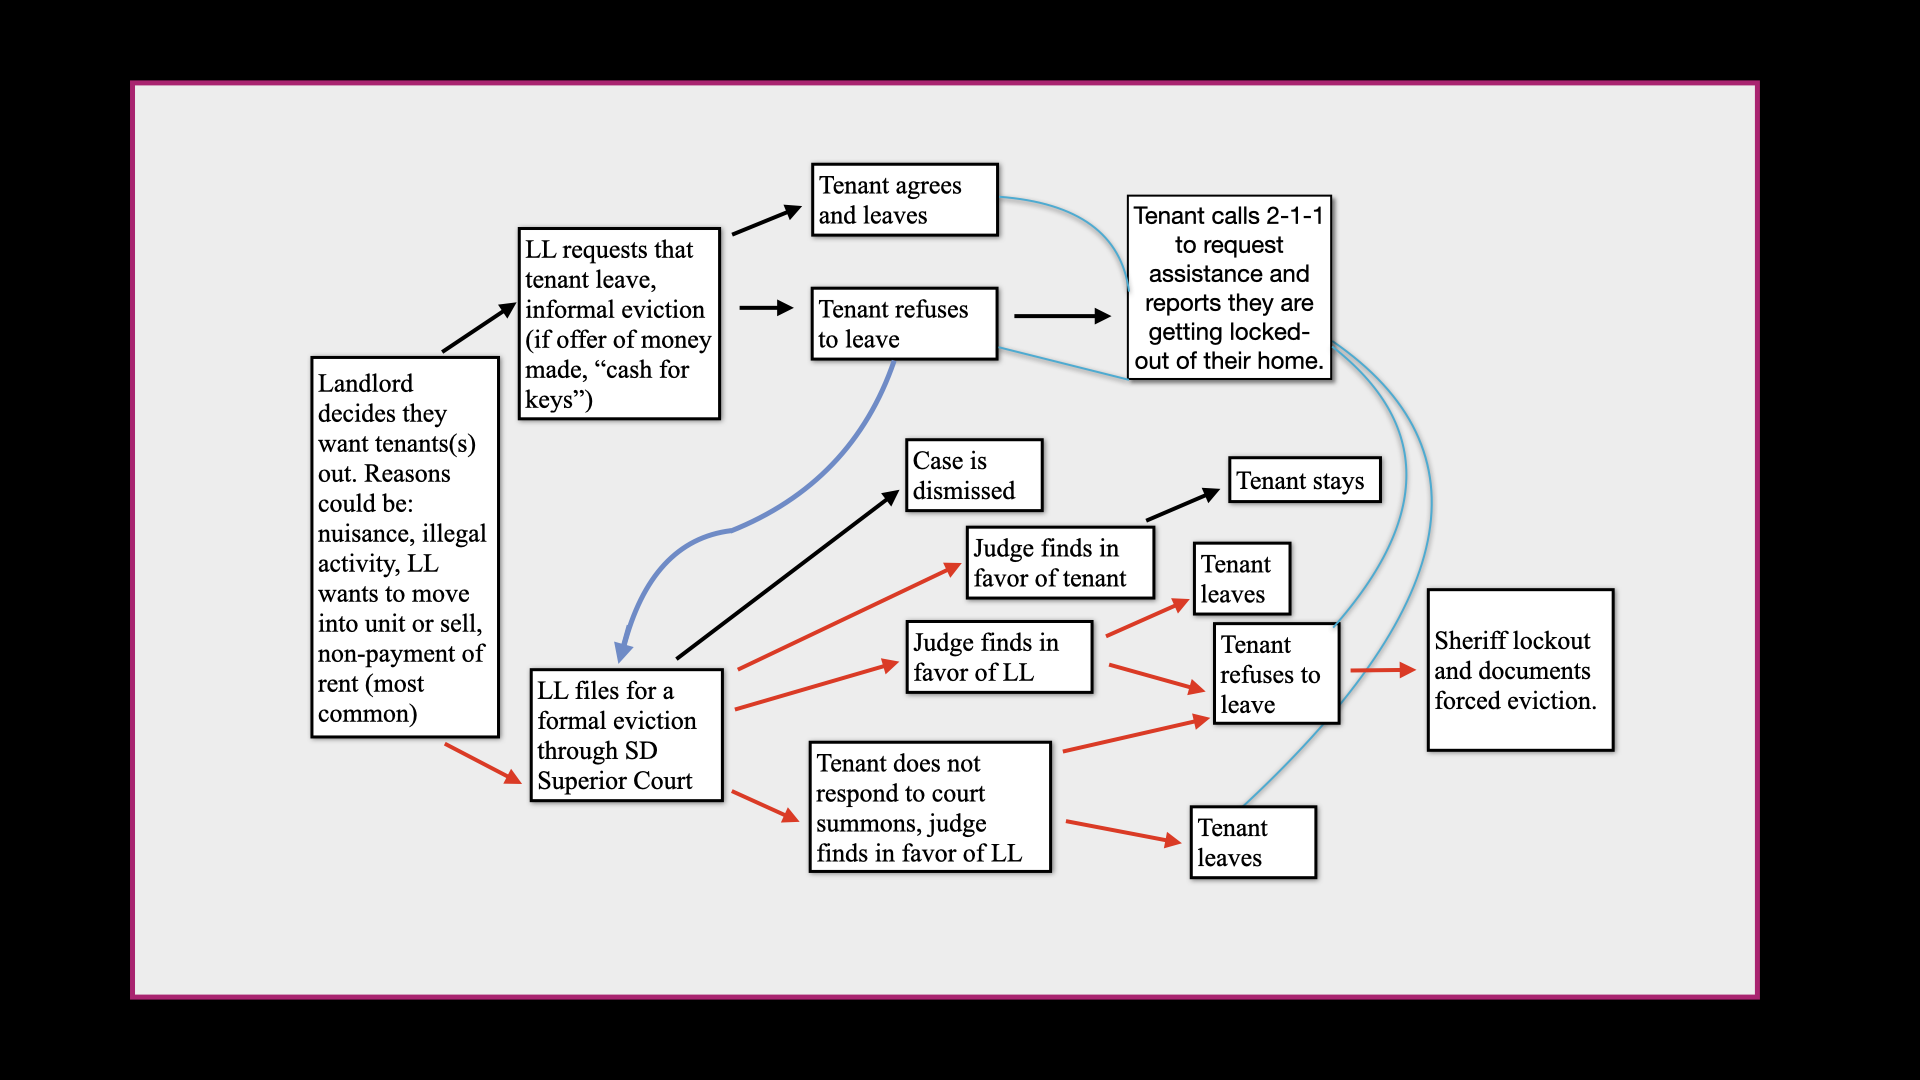 Tenant agrees
and leaves
Tenant calls 2-1-1
to request
assistance and
reports they are
getting locked-
out of their home.
LL requests that
tenant leave,
informal eviction
(if offer of money
made, “cash for
keys”)
Tenant refuses
to leave
Landlord
decides they
want tenants(s)
out. Reasons
could be:
nuisance, illegal
activity, LL
wants to move
into unit or sell,
non-payment of
rent (most
common)
Case is
dismissed
Tenant stays
Judge finds in
favor of tenant
Tenant
leaves
Judge finds in
favor of LL
Tenant
refuses to
leave
Sheriff lockout
and documents
forced eviction.
LL files for a
formal eviction
through SD
Superior Court
Tenant does not
respond to court
summons, judge
finds in favor of LL
Tenant
leaves